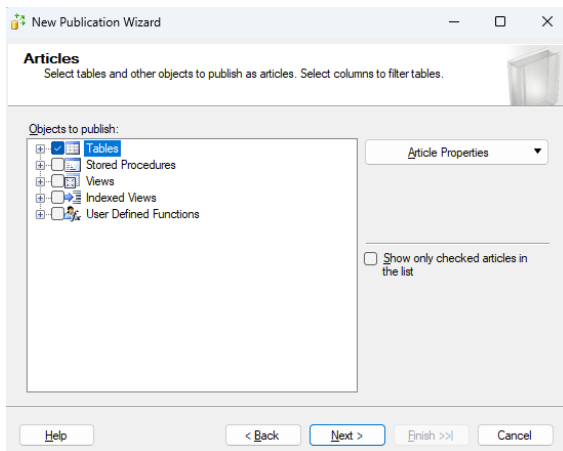 New Publication Wizard
Articles
Select tables and other objects to publish as articles. Select columns to filter tables.
Objects to publish:
Tables
Stored Procedures
Views
Indexed Views
User Defined Functions
Article Properties
Show only checked articles in
the list
Help
< Back
Next >
Finish >>|
Cancel